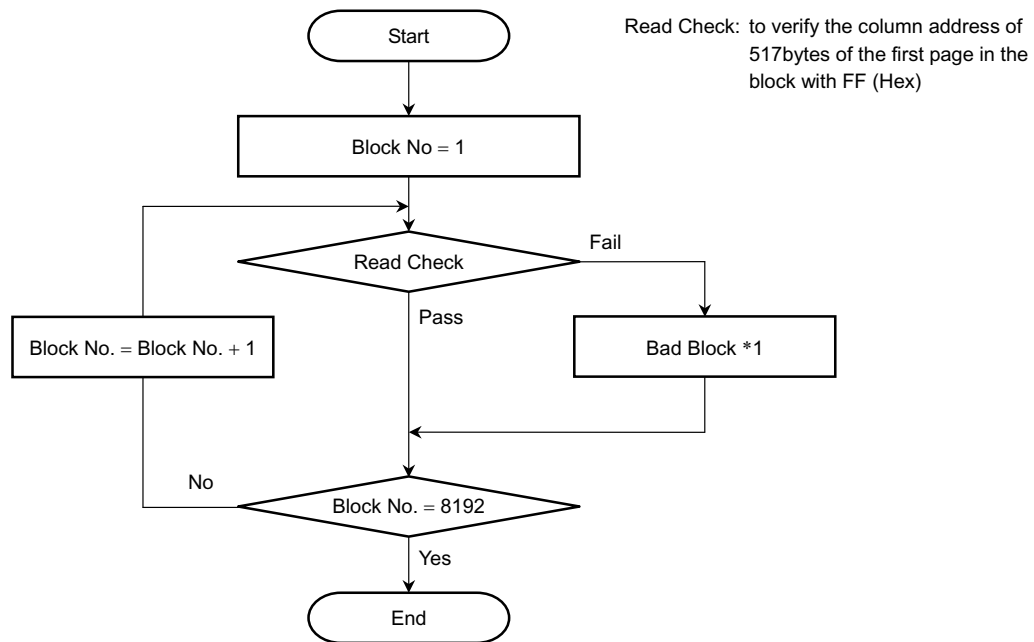 Start
Read Check: to verify the column address of
517bytes of the first page in the
block with FF (Hex)
Block No = 1
Read Check
Fail
Pass
Block No. = Block No. + 1
Bad Block *1
No
Block No. = 8192
Yes
End